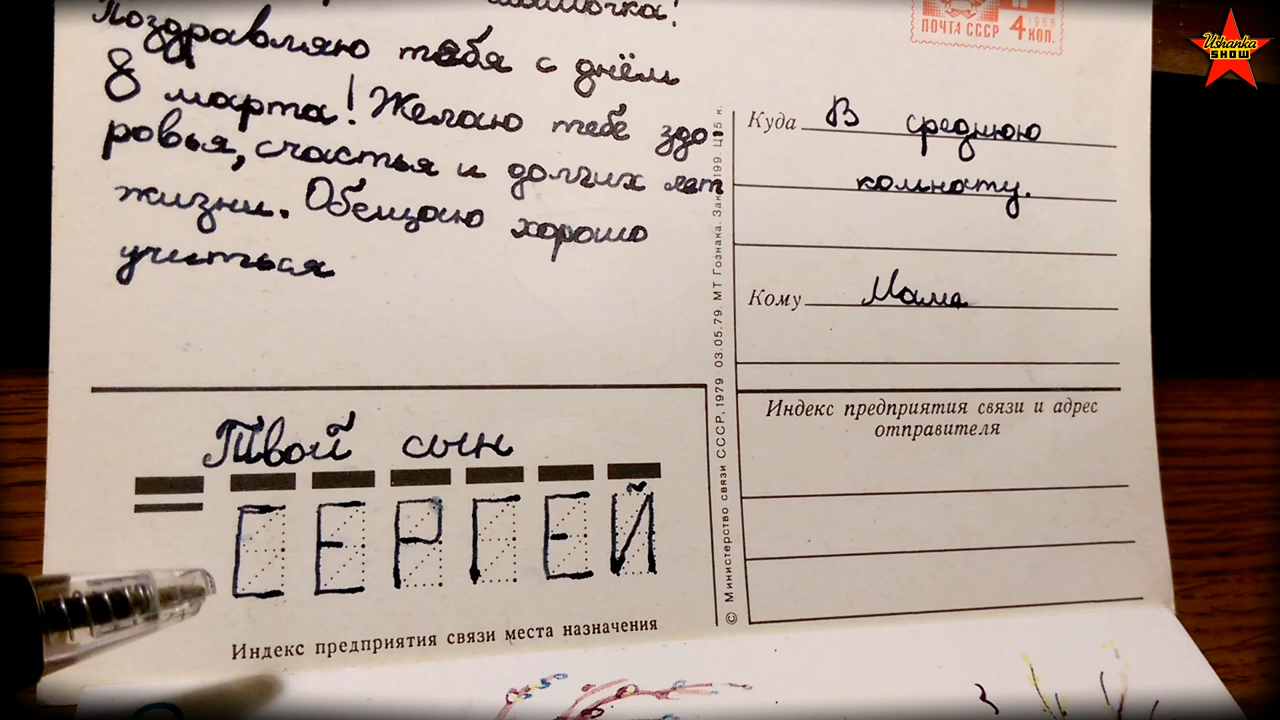 Поздравляю тебя с днём
8 марта! Желаю тебе здо-
ровья, счастья и долгих лет
жизни. Обещаю хорошо
учиться
Твой сын
СЕРГЕЙ
Индекс предприятия связи места назначения
© Министерство связи СССР, 1979 03.05.79. МТ Гознака.
ПОЧТА СССР 4 КОП.
1968
Куда В среднюю
комнату.
Кому Маме
Индекс предприятия связи и адрес
отправителя
Ushanka
SHOW